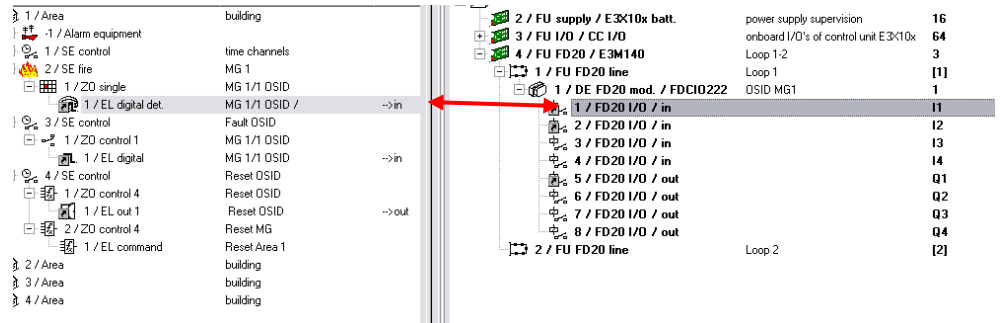 1 / Area building
-1 / Alarm equipment
1 / SE control time channels
2 / SE fire MG 1
1 / ZO single MG 1/1 OSID
1 / EL digital det. MG 1/1 OSID / -->in
3 / SE control Fault OSID
1 / ZO control 1 MG 1/1 OSID
1 / EL digital MG 1/1 OSID -->in
4 / SE control Reset OSID
1 / ZO control 4 Reset OSID
1 / EL out 1 Reset OSID -->out
2 / ZO control 4 Reset MG
1 / EL command Reset Area 1
2 / Area building
3 / Area building
4 / Area building
2 / FU supply / E3X10x batt. power supply supervision 16
3 / FU I/O / CC I/O onboard I/O's of control unit E3X10x 64
4 / FU FD20 / E3M140 Loop 1-2 3
1 / FU FD20 line Loop 1 [1]
1 / DE FD20 mod. / FDCIO222 OSID MG1 1
1 / FD20 I/O / in I1
2 / FD20 I/O / in I2
3 / FD20 I/O / in I3
4 / FD20 I/O / in I4
5 / FD20 I/O / out Q1
6 / FD20 I/O / out Q2
7 / FD20 I/O / out Q3
8 / FD20 I/O / out Q4
2 / FU FD20 line Loop 2 [2]